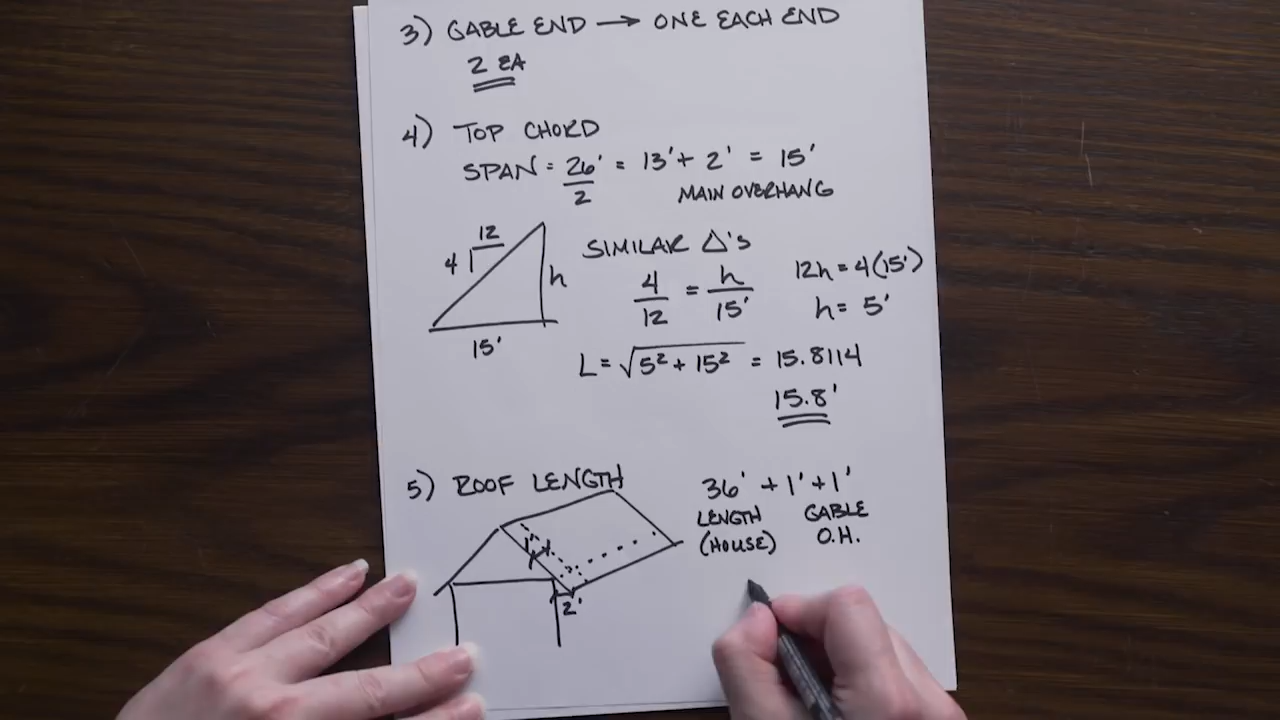 3) GABLE END → ONE EACH END
2 EA
4) TOP CHORD
SPAN = 26'/2 = 13' + 2' = 15'
MAIN OVERHANG
12
4
h
15'
SIMILAR Δ'S
4/12 = h/15'
12h = 4(15')
h = 5'
L = √5² + 15² = 15.8114
15.8'
5) ROOF LENGTH
1'
2'
36' + 1' + 1'
LENGTH (HOUSE)
GABLE O.H.